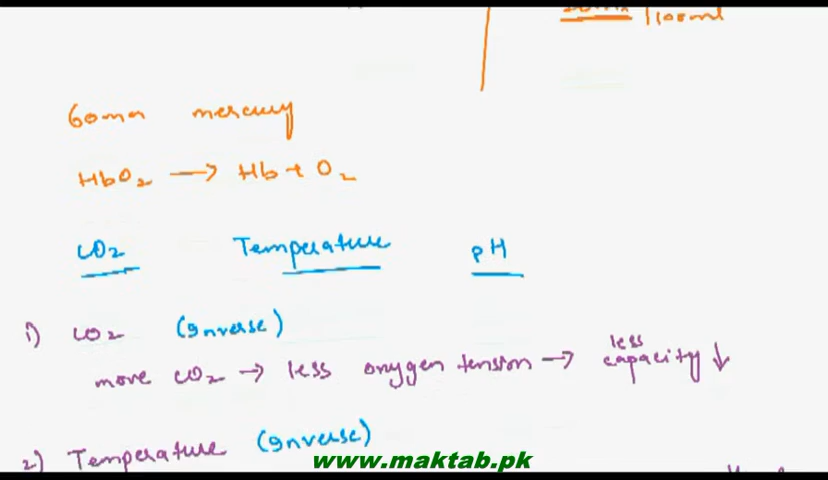 /100ml
60mm mercury
HbO2 → Hb + O2
CO2 Temperature pH
1) CO2 (Inverse)
more CO2 → less oxygen tension → less capacity ↓
2) Temperature (Inverse)
www.maktab.pk